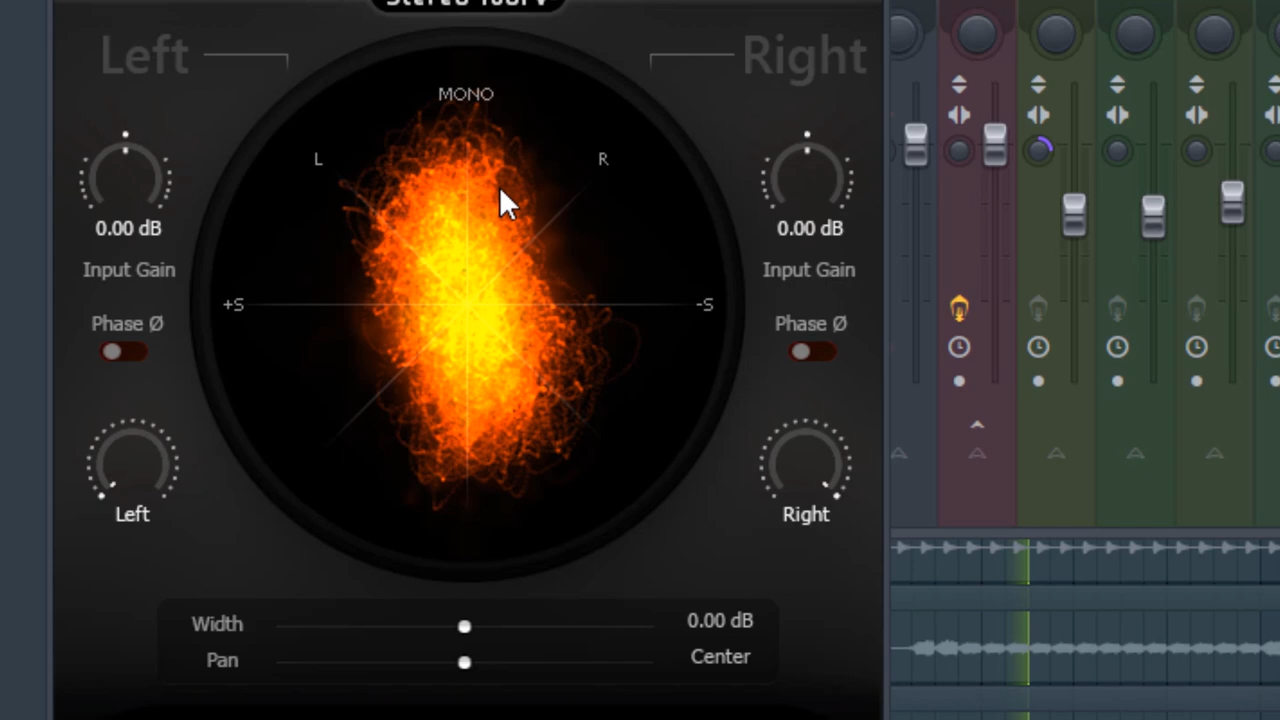 Left
Right
MONO
L
R
0.00 dB
0.00 dB
Input Gain
Input Gain
+S
-S
Phase Ø
Phase Ø
Left
Right
Width
0.00 dB
Pan
Center